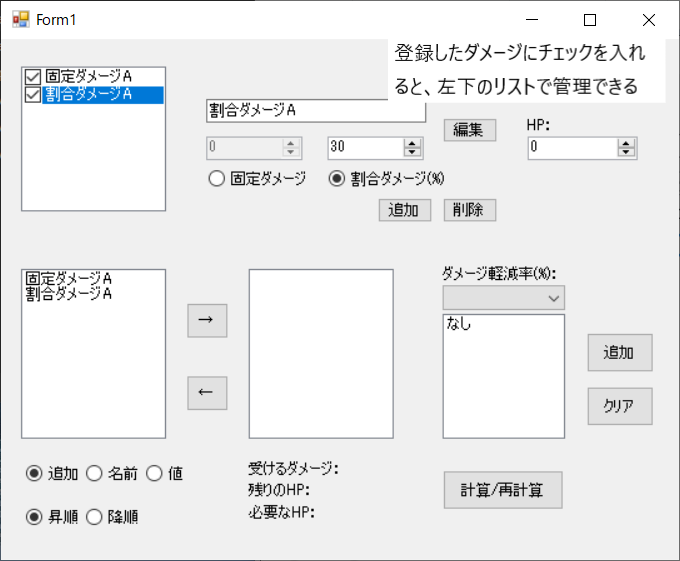 Form1
登録したダメージにチェックを入れ
ると、左下のリストで管理できる
固定ダメージA
割合ダメージA
割合ダメージA
編集
HP:
0
30
0
固定ダメージ
割合ダメージ(%)
追加
削除
固定ダメージA
割合ダメージA
→
←
ダメージ軽減率(%):
なし
追加
クリア
追加
名前
値
昇順
降順
受けるダメージ:
残りのHP:
必要なHP:
計算/再計算